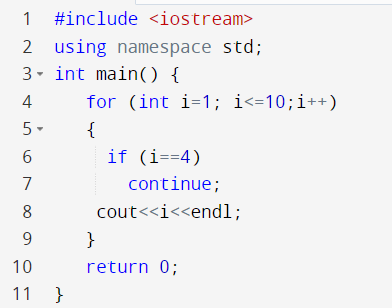 1 #include <iostream>
2 using namespace std;
3 int main() {
4 for (int i=1; i<=10;i++)
5 {
6 if (i==4)
7 continue;
8 cout<<i<<endl;
9 }
10 return 0;
11 }